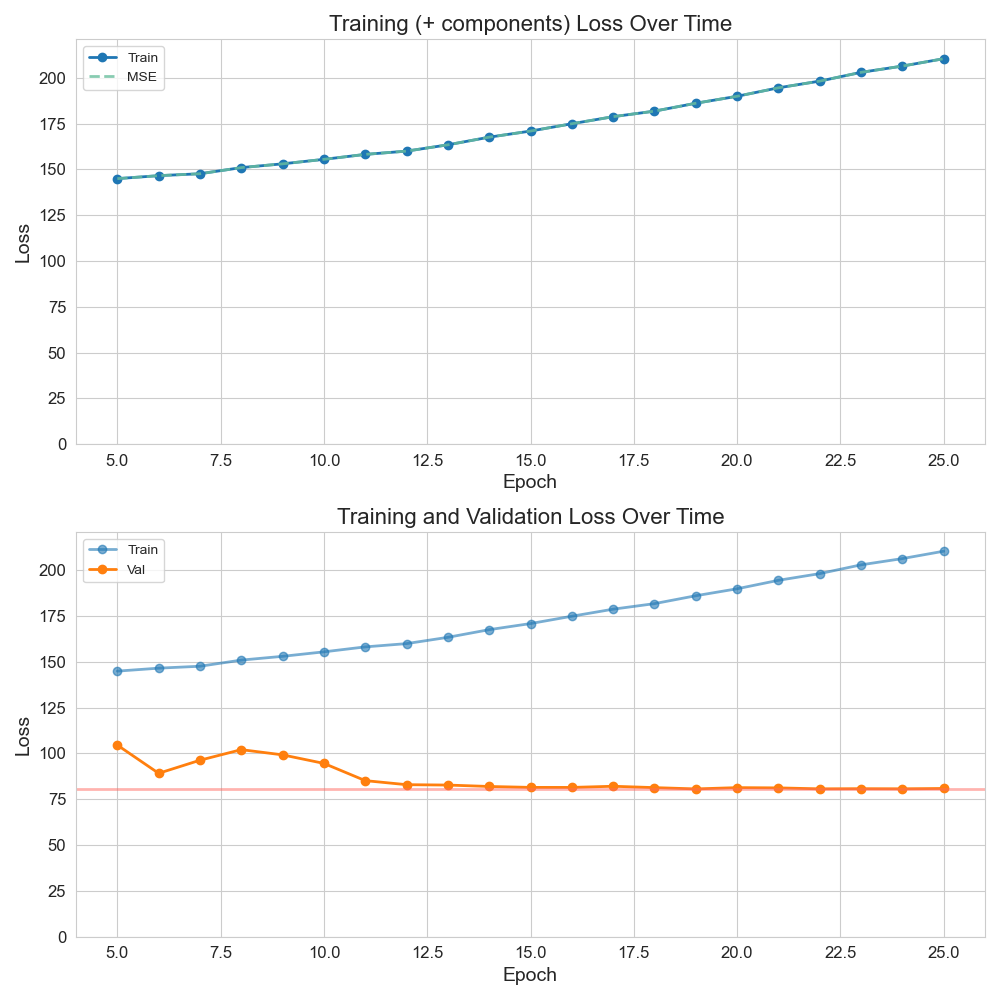 Training (+ components) Loss Over Time
Train
MSE
Loss
200
175
150
125
100
75
50
25
0
5.0 7.5 10.0 12.5 15.0 17.5 20.0 22.5 25.0
Epoch
Training and Validation Loss Over Time
Train
Val
Loss
200
175
150
125
100
75
50
25
0
5.0 7.5 10.0 12.5 15.0 17.5 20.0 22.5 25.0
Epoch